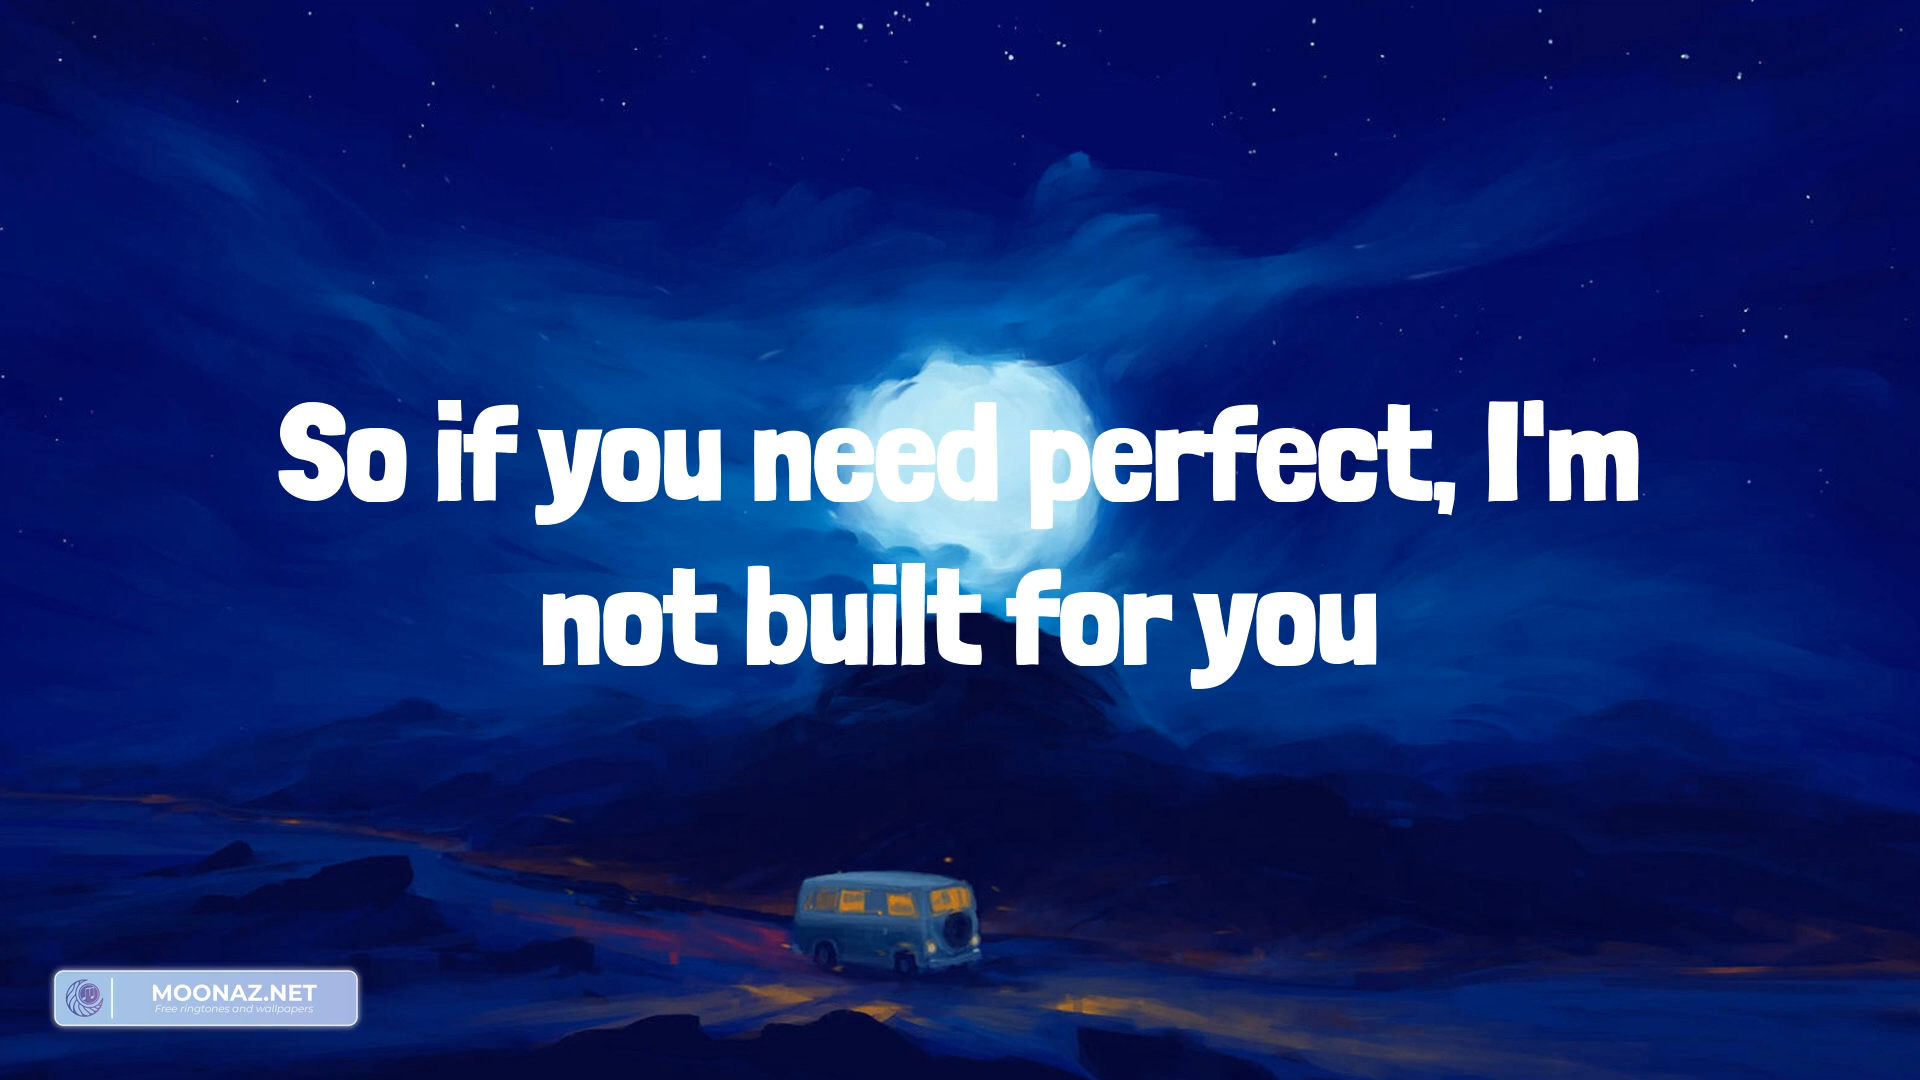 So if you need perfect, I'm
not built for you
MOONAZ.NET
Free ringtones and wallpapers